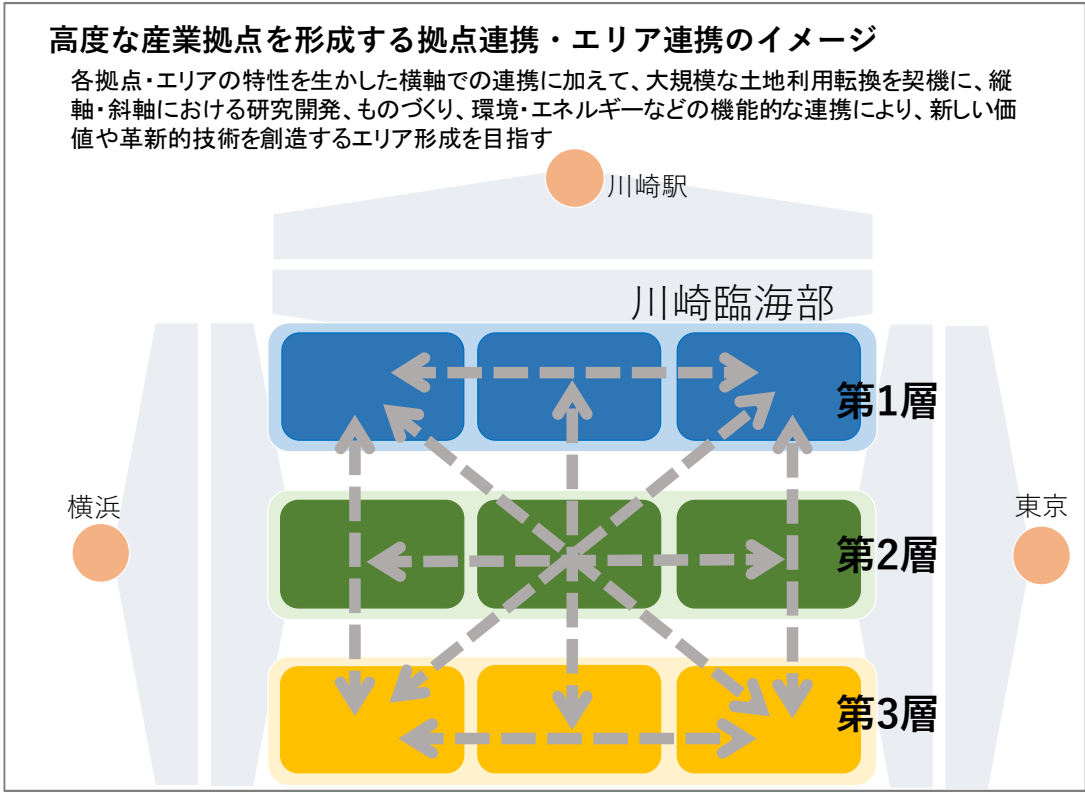 高度な産業拠点を形成する拠点連携・エリア連携のイメージ
各拠点・エリアの特性を生かした横軸での連携に加えて、大規模な土地利用転換を契機に、縦
軸・斜軸における研究開発、ものづくり、環境・エネルギーなどの機能的な連携により、新しい価
値や革新的技術を創造するエリア形成を目指す
川崎駅
川崎臨海部
第1層
横浜
東京
第2層
第3層